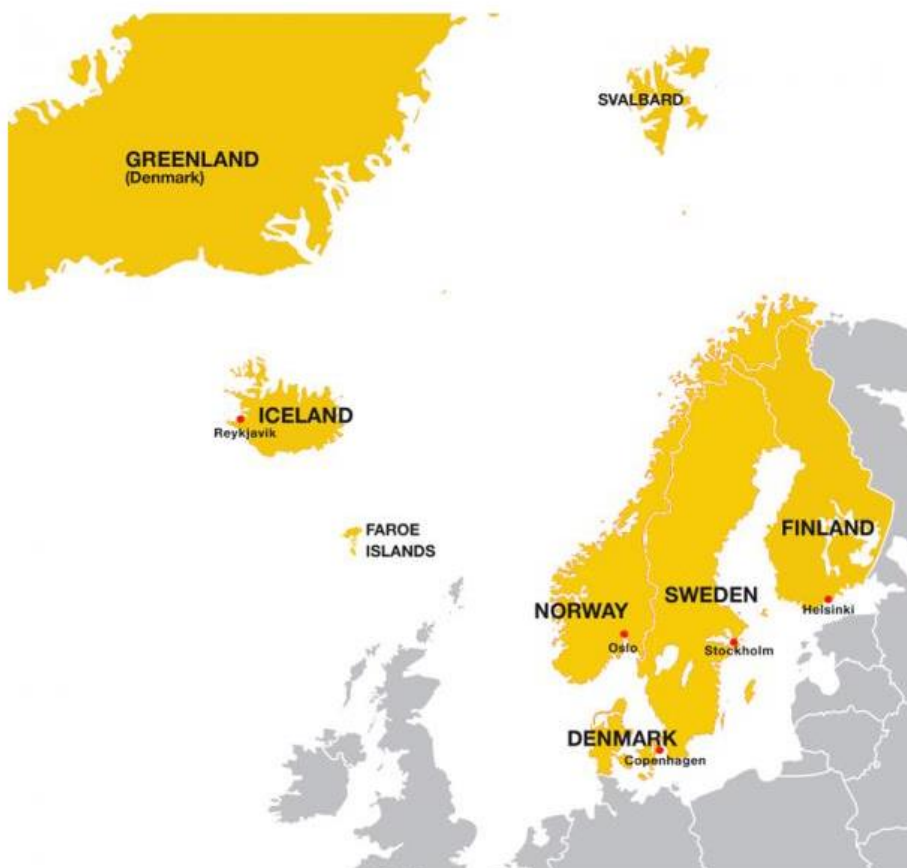 SVALBARD
GREENLAND
(Denmark)
ICELAND
Reykjavik
FAROE
ISLANDS
FINLAND
SWEDEN
NORWAY
Helsinki
Oslo
Stockholm
DENMARK
Copenhagen